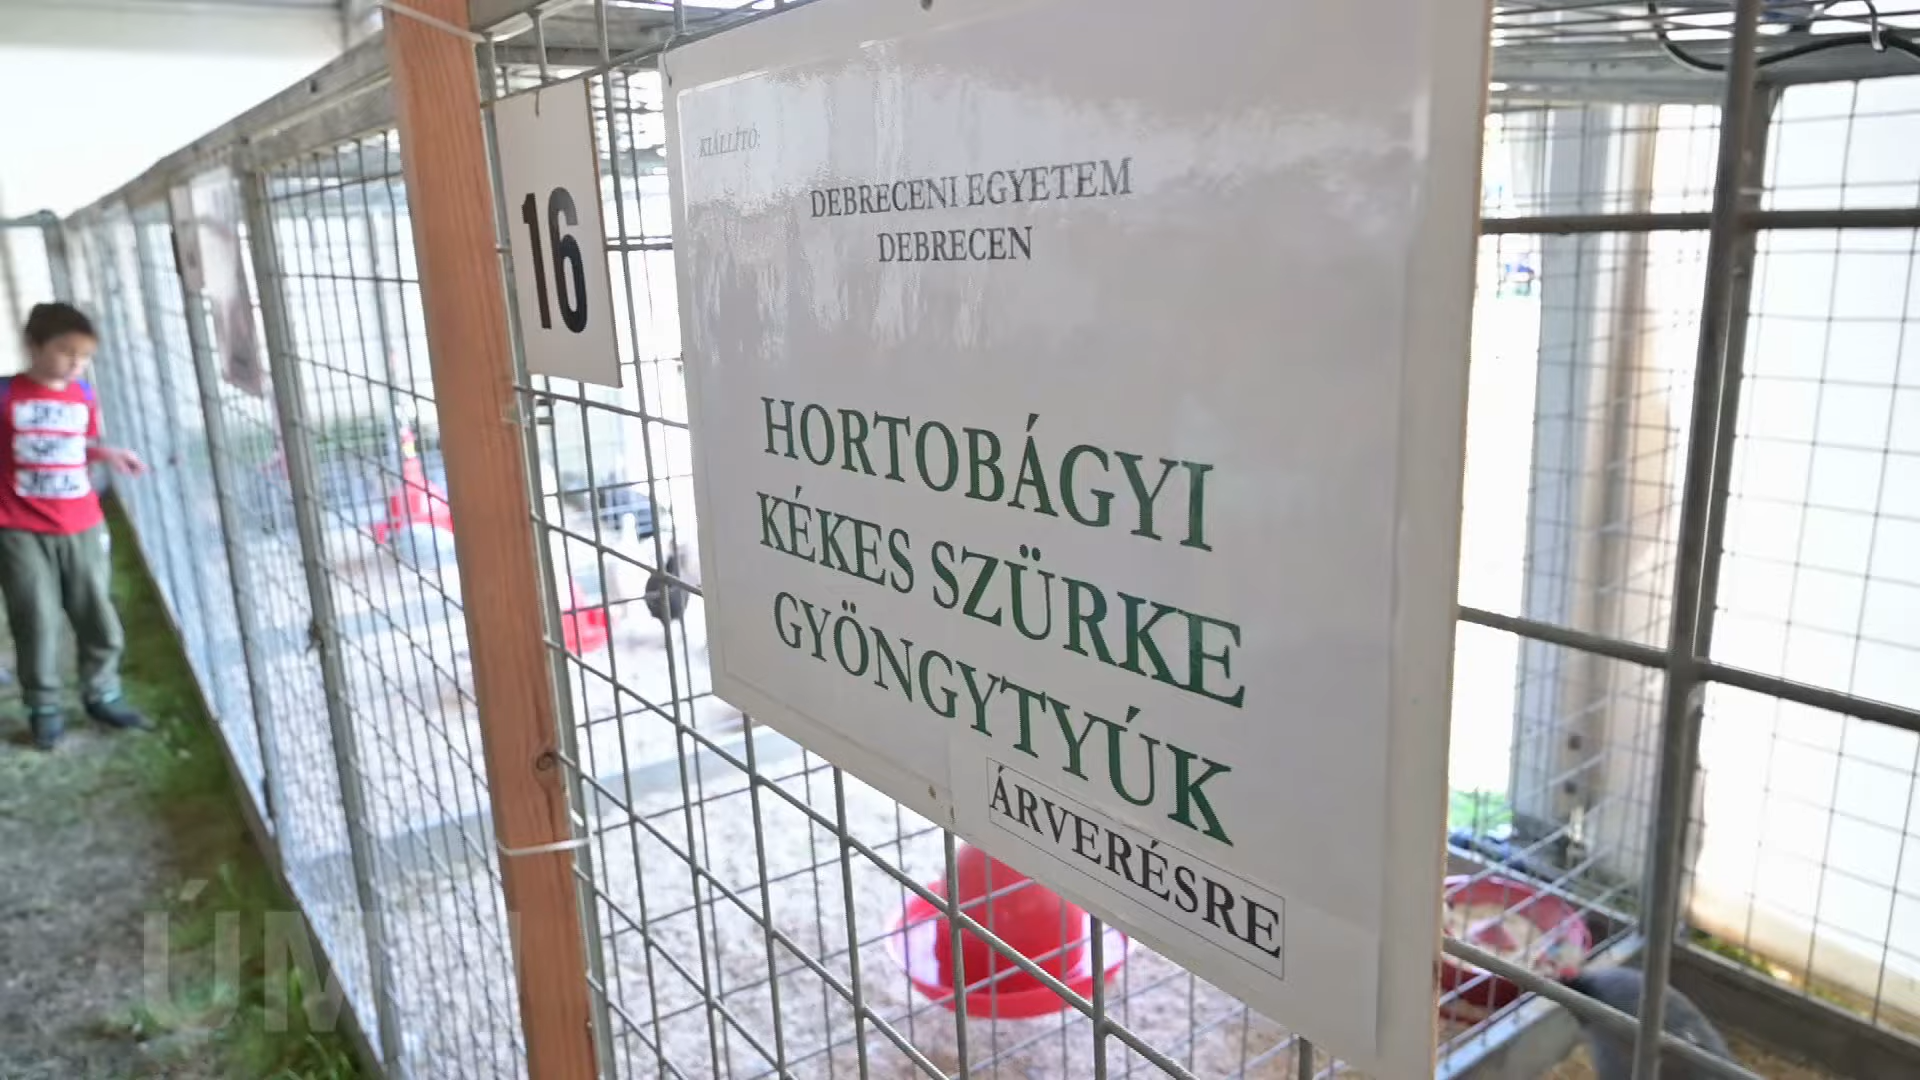 16
KIÁLLÍTÓ:
DEBRECENI EGYETEM
DEBRECEN
HORTOBÁGYI
KÉKES SZÜRKE
GYÖNGYTYÚK
ÁRVERÉSRE